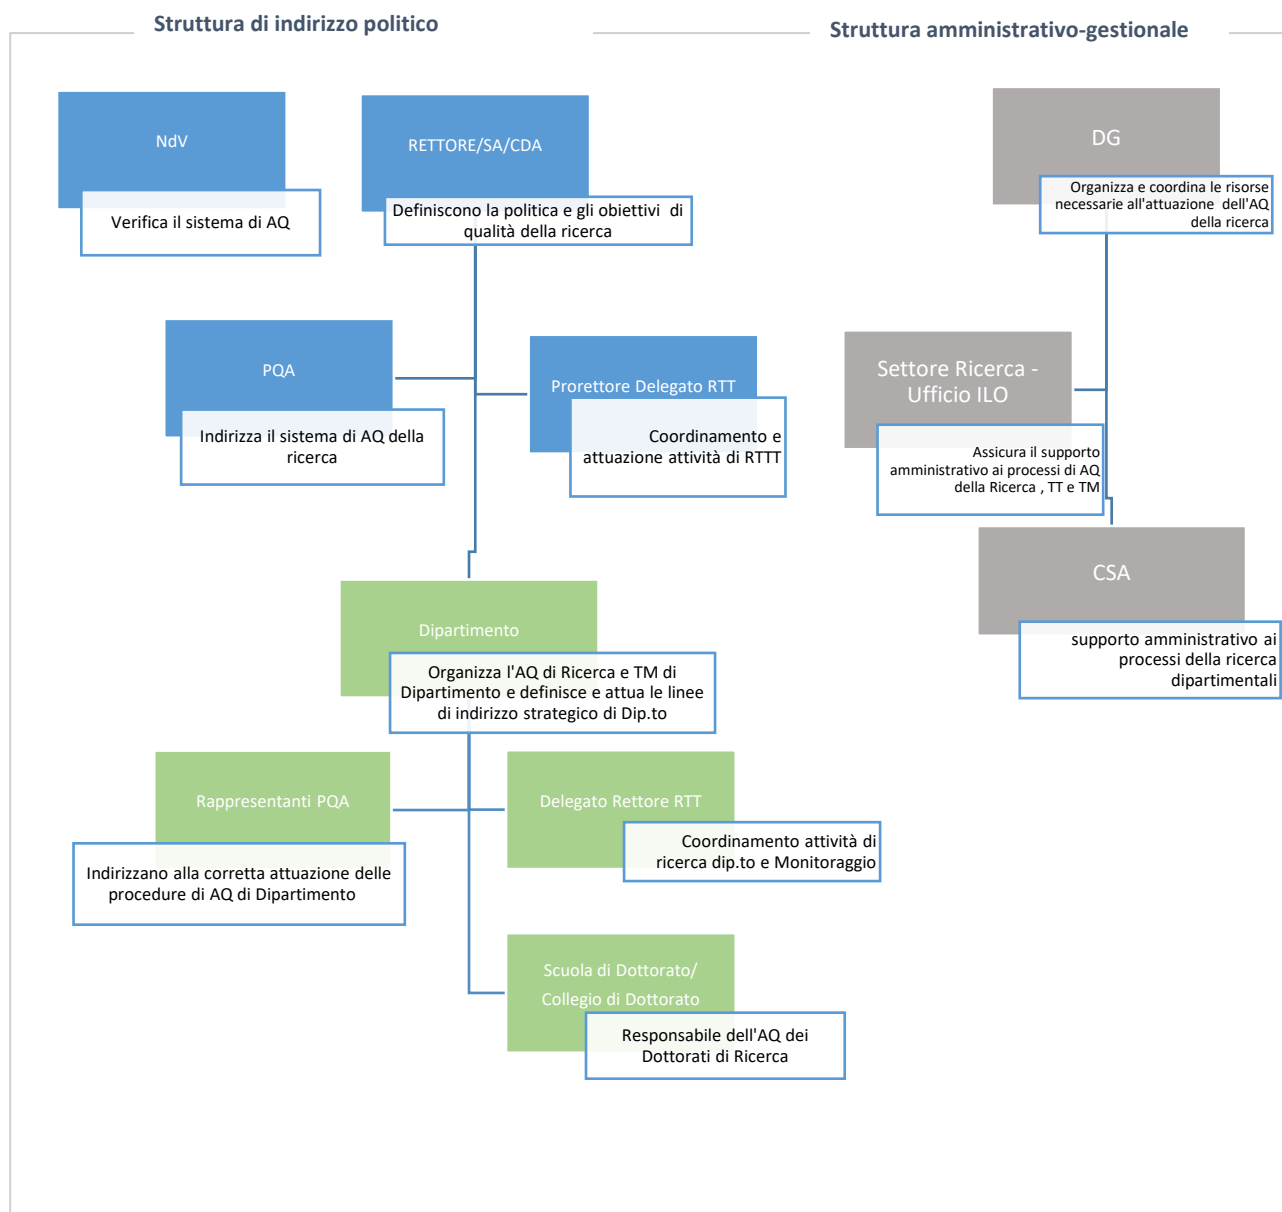 Struttura di indirizzo politico
Struttura amministrativo-gestionale
NdV
Verifica il sistema di AQ
RETTORE/SA/CDA
Definiscono la politica e gli obiettivi di
qualità della ricerca
DG
Organizza e coordina le risorse
necessarie all'attuazione dell'AQ
della ricerca
PQA
Indirizza il sistema di AQ della
ricerca
Prorettore Delegato RTT
Coordinamento e
attuazione attività di RTTT
Settore Ricerca -
Ufficio ILO
Assicura il supporto
amministrativo ai processi di AQ
della Ricerca , TT e TM
CSA
supporto amministrativo ai
processi della ricerca
dipartimentali
Dipartimento
Organizza l'AQ di Ricerca e TM di
Dipartimento e definisce e attua le linee
di indirizzo strategico di Dip.to
Rappresentanti PQA
Indirizzano alla corretta attuazione delle
procedure di AQ di Dipartimento
Delegato Rettore RTT
Coordinamento attività di
ricerca dip.to e Monitoraggio
Scuola di Dottorato/
Collegio di Dottorato
Responsabile dell'AQ dei
Dottorati di Ricerca